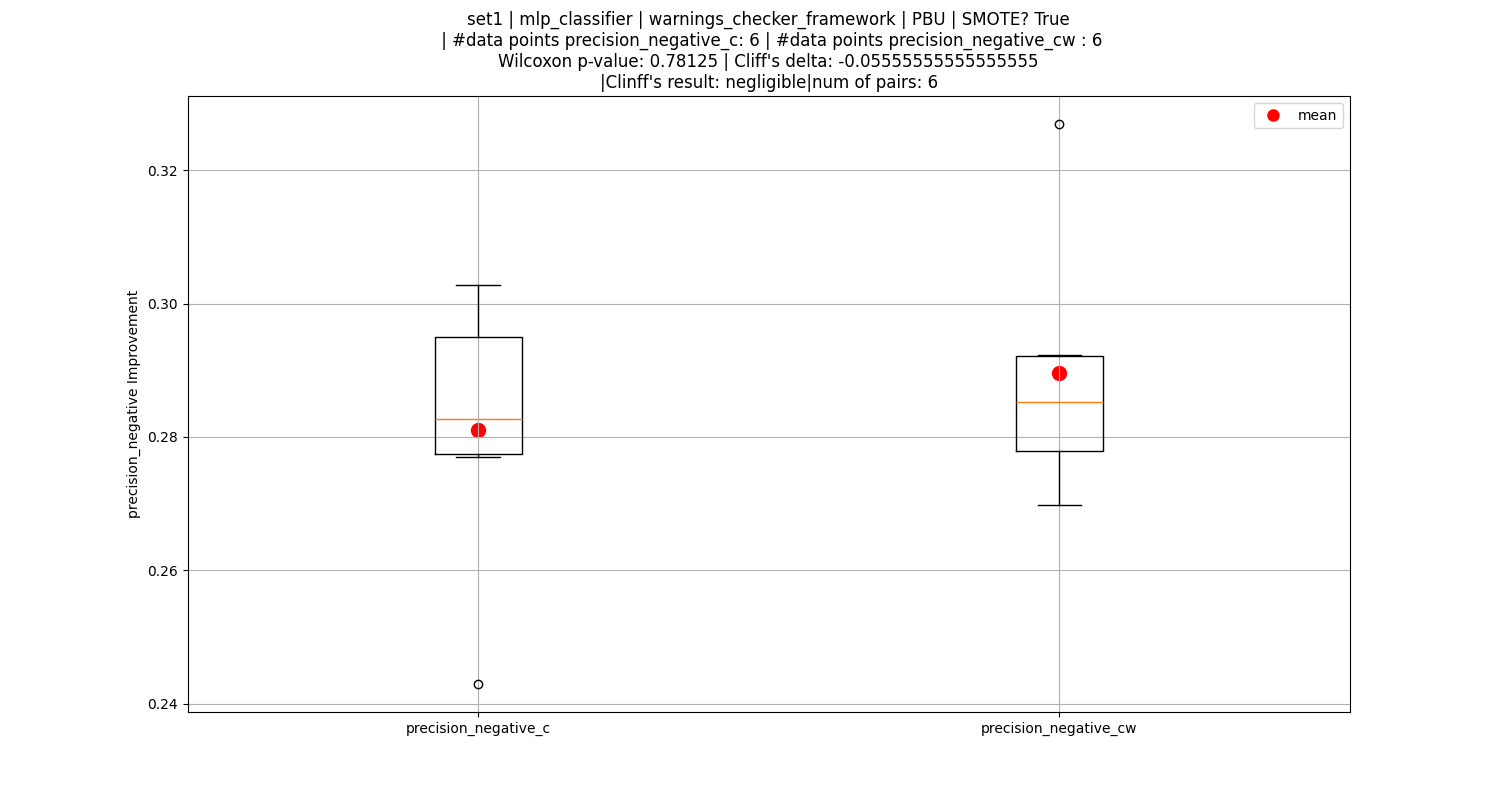 set1 | mlp_classifier | warnings_checker_framework | PBU | SMOTE? True
| #data points precision_negative_c: 6 | #data points precision_negative_cw : 6
Wilcoxon p-value: 0.78125 | Cliff's delta: -0.05555555555555555
|Clinff's result: negligible|num of pairs: 6
mean
0.32
0.30
0.28
0.26
0.24
precision_negative Improvement
precision_negative_c
precision_negative_cw